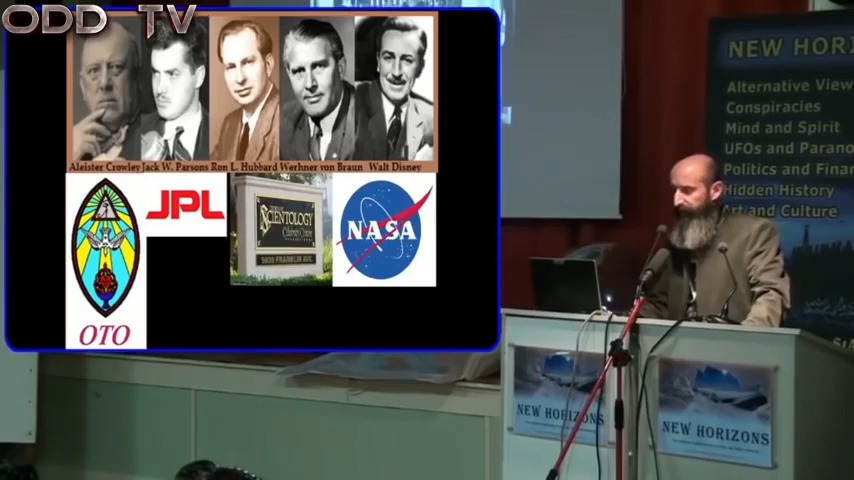 ODD TV
Aleister Crowley Jack W. Parsons Ron L. Hubbard Werhner von Braun Walt Disney
JPL
SCIENTOLOGY
5930 FRANKLIN AVE
NASA
OTO
NEW HORI
Alternative View
Conspiracies
Mind and Spirit
UFOs and Parano
Politics and Finan
Hidden History
Art and Culture
NEW HORIZONS
NEW HORIZONS